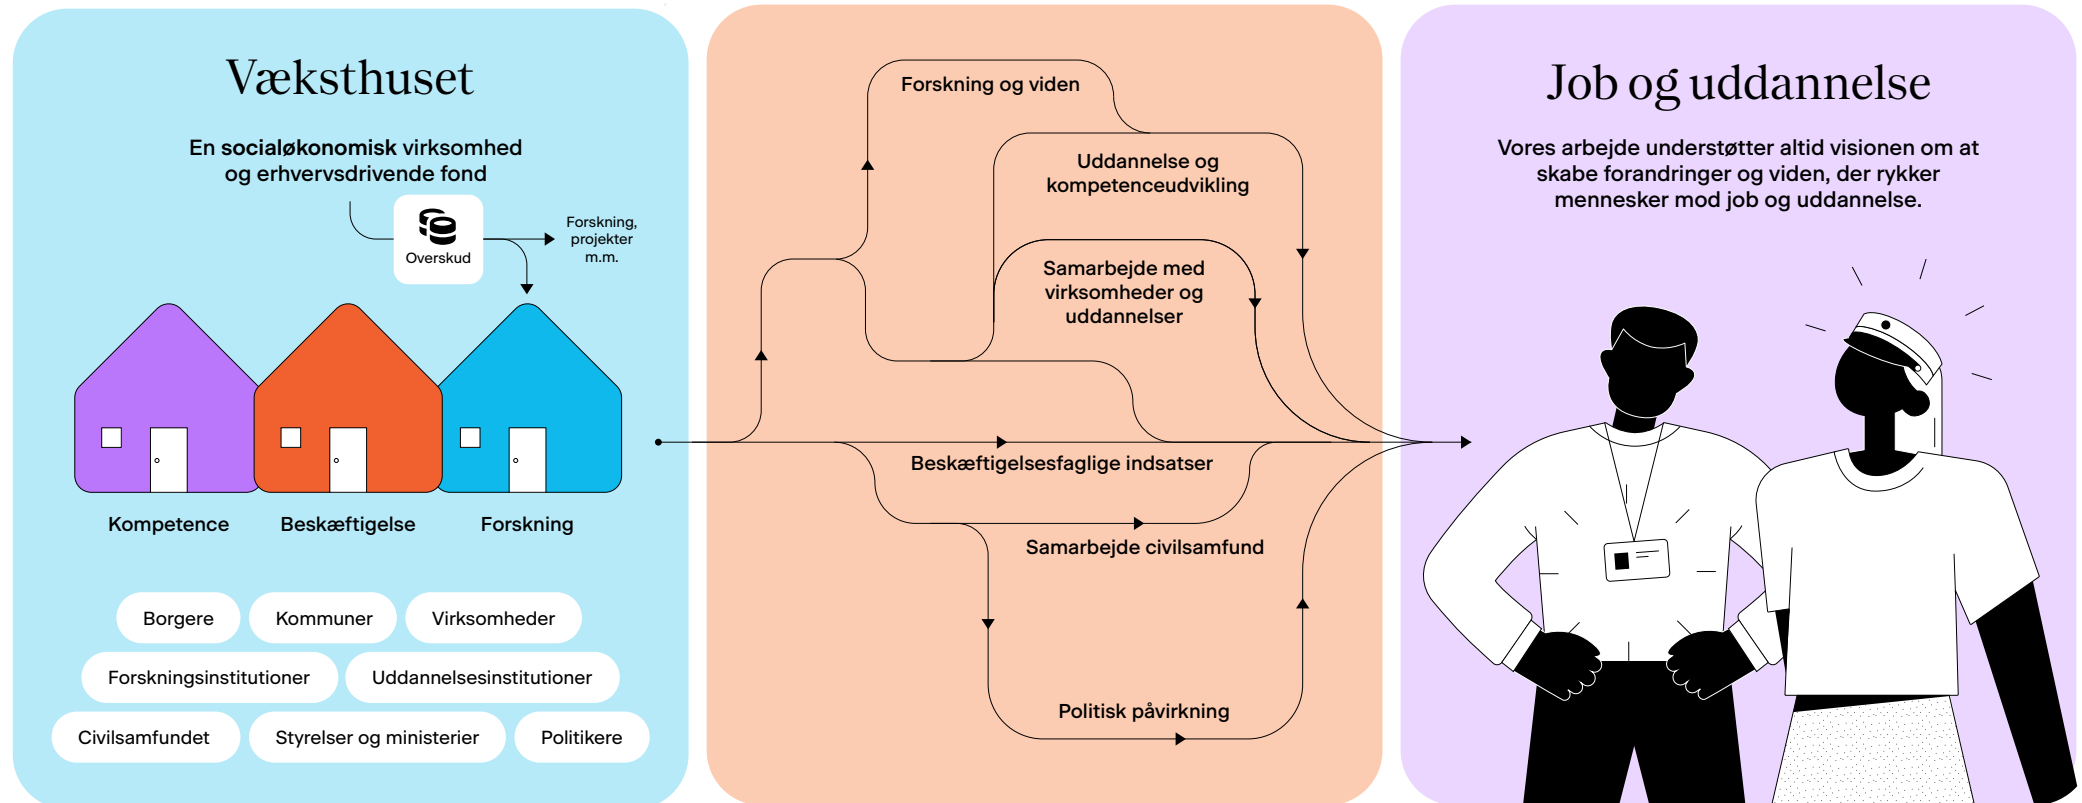 Væksthuset
En socialøkonomisk virksomhed
og erhvervsdrivende fond
Overskud
Forskning,
projekter
m.m.
Kompetence
Beskæftigelse
Forskning
Borgere
Kommuner
Virksomheder
Forskningsinstitutioner
Uddannelsesinstitutioner
Civilsamfundet
Styrelser og ministerier
Politikere
Forskning og viden
Uddannelse og
kompetenceudvikling
Samarbejde med
virksomheder og
uddannelser
Beskæftigelsesfaglige indsatser
Samarbejde civilsamfund
Politisk påvirkning
Job og uddannelse
Vores arbejde understøtter altid visionen om at
skabe forandringer og viden, der rykker
mennesker mod job og uddannelse.